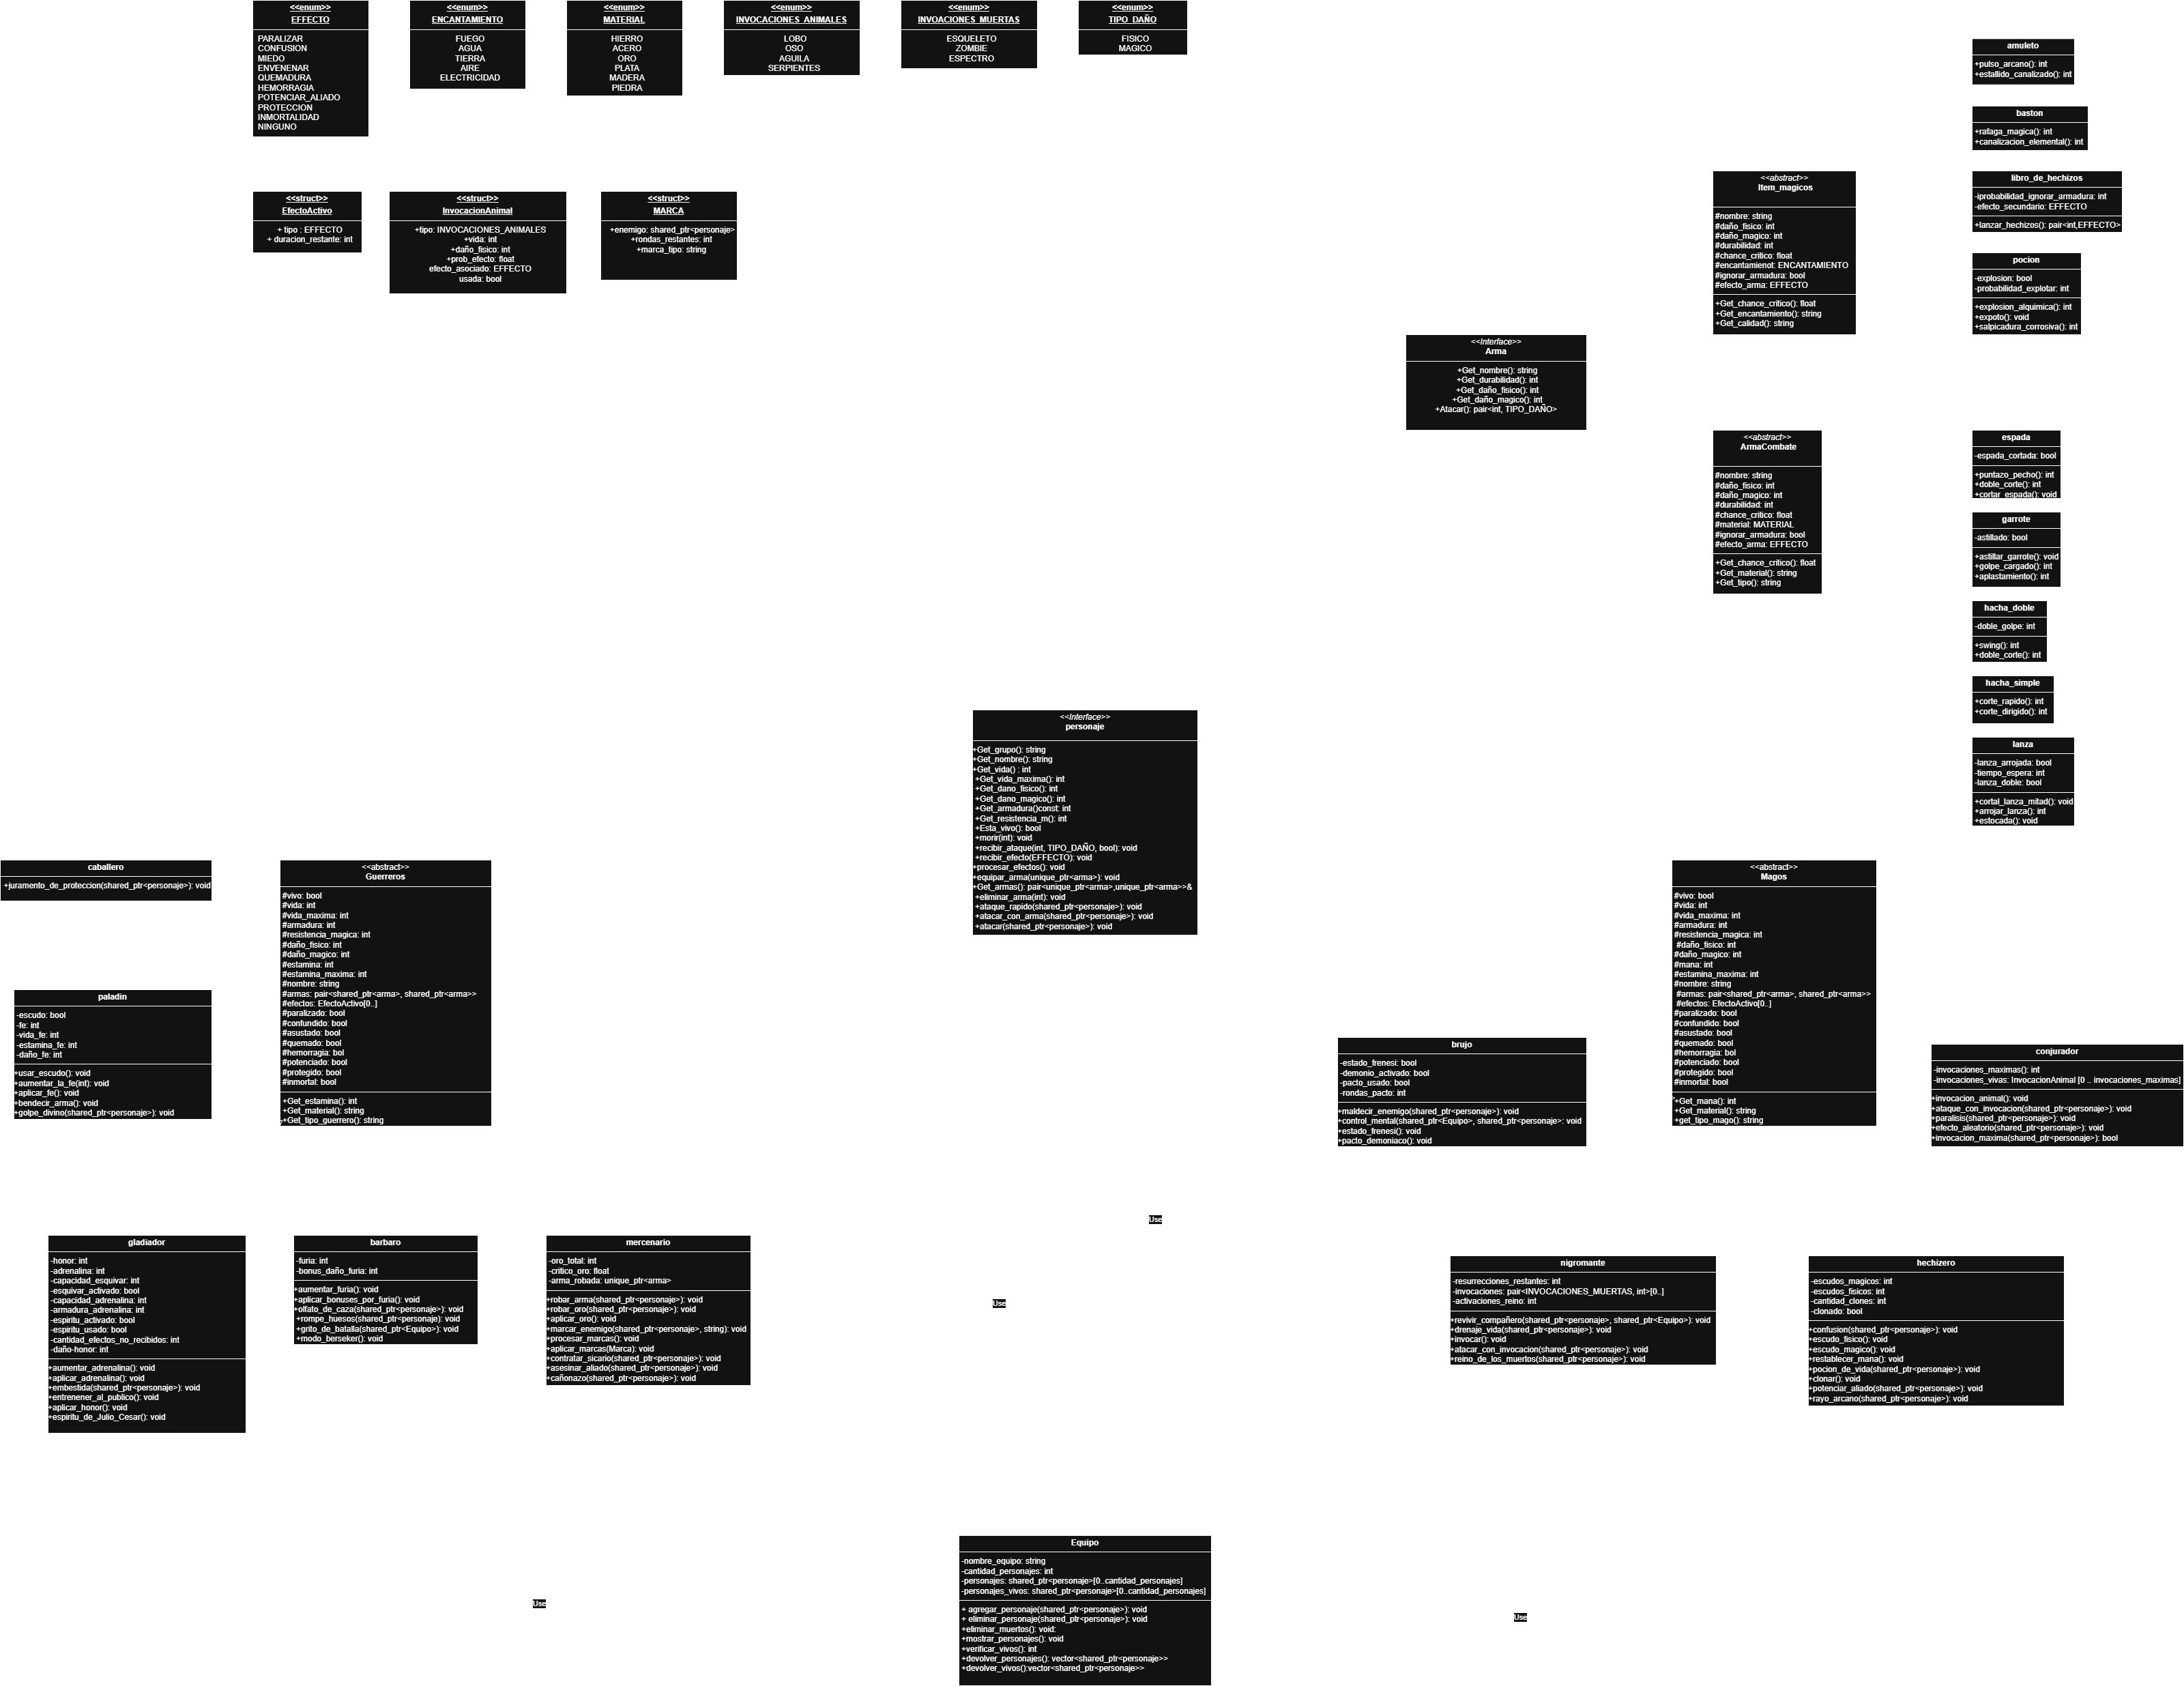 <<enum>>
EFFECTO
PARALIZAR
CONFUSION
MIEDO
ENVENENAR
QUEMADURA
HEMORRAGIA
POTENCIAR_ALIADO
PROTECCION
INMORTALIDAD
NINGUNO
<<enum>>
ENCANTAMIENTO
FUEGO
AGUA
TIERRA
AIRE
ELECTRICIDAD
<<enum>>
MATERIAL
HIERRO
ACERO
ORO
PLATA
MADERA
PIEDRA
<<enum>>
INVOCACIONES_ANIMALES
LOBO
OSO
AGUILA
SERPIENTES
<<enum>>
INVOACIONES_MUERTAS
ESQUELETO
ZOMBIE
ESPECTRO
<<enum>>
TIPO_DAÑO
FISICO
MAGICO
<<struct>>
EfectoActivo
+ tipo : EFFECTO
+ duracion_restante: int
<<struct>>
InvocacionAnimal
+tipo: INVOCACIONES_ANIMALES
+vida: int
+daño_fisico: int
+prob_efecto: float
efecto_asociado: EFFECTO
usada: bool
<<struct>>
MARCA
+enemigo: shared_ptr<personaje>
+rondas_restantes: int
+marca_tipo: string
amuleto
+pulso_arcano(): int
+estallido_canalizado(): int
baston
+rafaga_magica(): int
+canalizacion_elemental(): int
libro_de_hechizos
-iprobabilidad_ignorar_armadura: int
-efecto_secundario: EFFECTO
+lanzar_hechizos(): pair<int,EFFECTO>
pocion
-explosion: bool
-probabilidad_explotar: int
+explosion_alquimica(): int
+expoto(): void
+salpicadura_corrosiva(): int
<<abstract>>
Item_magicos
#nombre: string
#daño_fisico: int
#daño_magico: int
#durabilidad: int
#chance_critico: float
#encantamienot: ENCANTAMIENTO
#ignorar_armadura: bool
#efecto_arma: EFFECTO
+Get_chance_critico(): float
+Get_encantamiento(): string
+Get_calidad(): string
<<Interface>>
Arma
+Get_nombre(): string
+Get_durabilidad(): int
+Get_daño_fisico(): int
+Get_daño_magico(): int
+Atacar(): pair<int, TIPO_DAÑO>
<<abstract>>
ArmaCombate
#nombre: string
#daño_fisico: int
#daño_magico: int
#durabilidad: int
#chance_critico: float
#material: MATERIAL
#ignorar_armadura: bool
#efecto_arma: EFFECTO
+Get_chance_critico(): float
+Get_material(): string
+Get_tipo(): string
espada
-espada_cortada: bool
+puntazo_pecho(): int
+doble_corte(): int
+cortar_espada(): void
garrote
-astillado: bool
+astillar_garrote(): void
+golpe_cargado(): int
+aplastamiento(): int
hacha_doble
-doble_golpe: int
+swing(): int
+doble_corte(): int
hacha_simple
+corte_rapido(): int
+corte_dirigido(): int
lanza
-lanza_arrojada: bool
-tiempo_espera: int
-lanza_doble: bool
+cortal_lanza_mitad(): void
+arrojar_lanza(): int
+estocada(): void
<<Interface>>
personaje
+Get_grupo(): string
+Get_nombre(): string
+Get_vida() : int
+Get_vida_maxima(): int
+Get_dano_fisico(): int
+Get_dano_magico(): int
+Get_armadura()const: int
+Get_resistencia_m(): int
+Esta_vivo(): bool
+morir(int): void
+recibir_ataque(int, TIPO_DAÑO, bool): void
+recibir_efecto(EFFECTO): void
+procesar_efectos(): void
+equipar_arma(unique_ptr<arma>): void
+Get_armas(): pair<unique_ptr<arma>,unique_ptr<arma>>&
+eliminar_arma(int): void
+ataque_rapido(shared_ptr<personaje>): void
+atacar_con_arma(shared_ptr<personaje>): void
+atacar(shared_ptr<personaje>): void
caballero
+juramento_de_proteccion(shared_ptr<personaje>): void
paladin
-escudo: bool
-fe: int
-vida_fe: int
-estamina_fe: int
-daño_fe: int
+usar_escudo(): void
+aumentar_la_fe(int): void
+aplicar_fe(): void
+bendecir_arma(): void
+golpe_divino(shared_ptr<personaje>): void
<<abstract>>
Guerreros
#vivo: bool
#vida: int
#vida_maxima: int
#armadura: int
#resistencia_magica: int
#daño_fisico: int
#daño_magico: int
#estamina: int
#estamina_maxima: int
#nombre: string
#armas: pair<shared_ptr<arma>, shared_ptr<arma>>
#efectos: EfectoActivo[0..]
#paralizado: bool
#confundido: bool
#asustado: bool
#quemado: bool
#hemorragia: bol
#potenciado: bool
#protegido: bool
#inmortal: bool
+Get_estamina(): int
+Get_material(): string
+Get_tipo_guerrero(): string
<<abstract>>
Magos
#vivo: bool
#vida: int
#vida_maxima: int
#armadura: int
#resistencia_magica: int
#daño_fisico: int
#daño_magico: int
#mana: int
#estamina_maxima: int
#nombre: string
#armas: pair<shared_ptr<arma>, shared_ptr<arma>>
#efectos: EfectoActivo[0..]
#paralizado: bool
#confundido: bool
#asustado: bool
#quemado: bool
#hemorragia: bol
#potenciado: bool
#protegido: bool
#inmortal: bool
+Get_mana(): int
+Get_material(): string
+get_tipo_mago(): string
brujo
-estado_frenesi: bool
-demonio_activado: bool
-pacto_usado: bool
-rondas_pacto: int
+maldecir_enemigo(shared_ptr<personaje>): void
+control_mental(shared_ptr<Equipo>, shared_ptr<personaje>: void
+estado_frenesi(): void
+pacto_demoniaco(): void
conjurador
-invocaciones_maximas(): int
-invocaciones_vivas: InvocacionAnimal [0 .. invocaciones_maximas]
+invocacion_animal(): void
+ataque_con_invocacion(shared_ptr<personaje>): void
+paralisis(shared_ptr<personaje>): void
+efecto_aleatorio(shared_ptr<personaje>): void
+invocacion_maxima(shared_ptr<personaje>): bool
Use
Use
gladiador
-honor: int
-adrenalina: int
-capacidad_esquivar: int
-esquivar_activado: bool
-capacidad_adrenalina: int
-armadura_adrenalina: int
-espiritu_activado: bool
-espiritu_usado: bool
-cantidad_efectos_no_recibidos: int
-daño-honor: int
+aumentar_adrenalina(): void
+aplicar_adrenalina(): void
+embestida(shared_ptr<personaje>): void
+entrenener_al_publico(): void
+aplicar_honor(): void
+espiritu_de_Julio_Cesar(): void
barbaro
-furia: int
-bonus_daño_furia: int
+aumentar_furia(): void
+aplicar_bonuses_por_furia(): void
+olfato_de_caza(shared_ptr<personaje>): void
+rompe_huesos(shared_ptr<personaje): void
+grito_de_batalla(shared_ptr<Equipo>): void
+modo_berseker(): void
mercenario
-oro_total: int
-critico_oro: float
-arma_robada: unique_ptr<arma>
+robar_arma(shared_ptr<personaje>): void
+robar_oro(shared_ptr<personaje>): void
+aplicar_oro(): void
+marcar_enemigo(shared_ptr<personaje>, string): void
+procesar_marcas(): void
+aplicar_marcas(Marca): void
+contratar_sicario(shared_ptr<personaje>): void
+asesinar_aliado(shared_ptr<personaje>): void
+cañonazo(shared_ptr<personaje>): void
nigromante
-resurrecciones_restantes: int
-invocaciones: pair<INVOCACIONES_MUERTAS, int>[0..]
-activaciones_reino: int
+revivir_compañero(shared_ptr<personaje>, shared_ptr<Equipo>): void
+drenaje_vida(shared_ptr<personaje>): void
+invocar(): void
+atacar_con_invocacion(shared_ptr<personaje>): void
+reino_de_los_muertos(shared_ptr<personaje>): void
hechizero
-escudos_magicos: int
-escudos_fisicos: int
-cantidad_clones: int
-clonado: bool
+confusion(shared_ptr<personaje>): void
+escudo_fisico(): void
+escudo_magico(): void
+restablecer_mana(): void
+pocion_de_vida(shared_ptr<personaje>): void
+clonar(): void
+potenciar_aliado(shared_ptr<personaje>): void
+rayo_arcano(shared_ptr<personaje>): void
Equipo
-nombre_equipo: string
-cantidad_personajes: int
-personajes: shared_ptr<personaje>[0..cantidad_personajes]
-personajes_vivos: shared_ptr<personaje>[0..cantidad_personajes]
+ agregar_personaje(shared_ptr<personaje>): void
+ eliminar_personaje(shared_ptr<personaje>): void
+eliminar_muertos(): void:
+mostrar_personajes(): void
+verificar_vivos(): int
+devolver_personajes(): vector<shared_ptr<personaje>>
+devolver_vivos():vector<shared_ptr<personaje>>
Use
Use